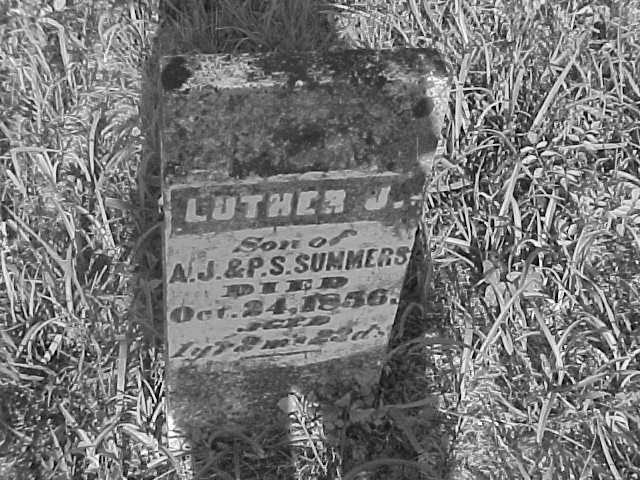 LUTHER J.
Son of
A.J. & P.S. SUMMERS
DIED
Oct. 24, 1856.
AGED